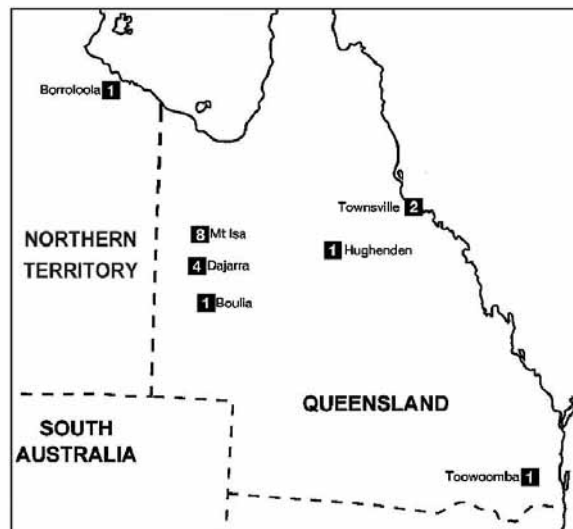 Borroloola 1
Townsville 2
8 Mt Isa
1 Hughenden
NORTHERN
TERRITORY
4 Dajarra
1 Boulia
QUEENSLAND
SOUTH
AUSTRALIA
Toowoomba 1